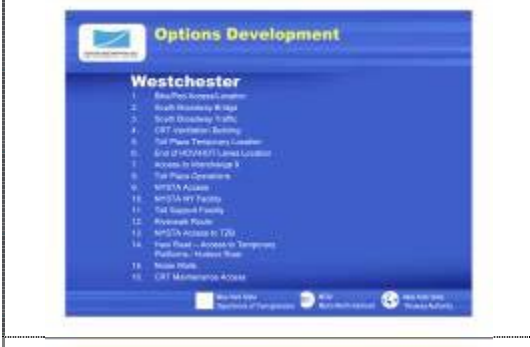 Options Development
Westchester
1. Bike/Ped Access/Location
2. South Broadway Bridge
3. South Broadway Traffic
4. CRT Ventilation Building
5. Toll Plaza Temporary Location
6. End of HOV/HOT Lanes Location
7. Access to Interchange 9
8. Toll Plaza Operations
9. NYSTA Access
10. NYSTA MY Facility
11. Toll Support Facility
12. Riverwalk Route
13. NYSTA Access to TZB
14. Haul Road – Access to Temporary
Platforms / Hudson River
15. Noise Walls
16. CRT Maintenance Access
New York State
Department of Transportation
MTA
Metro-North Railroad
New York State
Thruway Authority